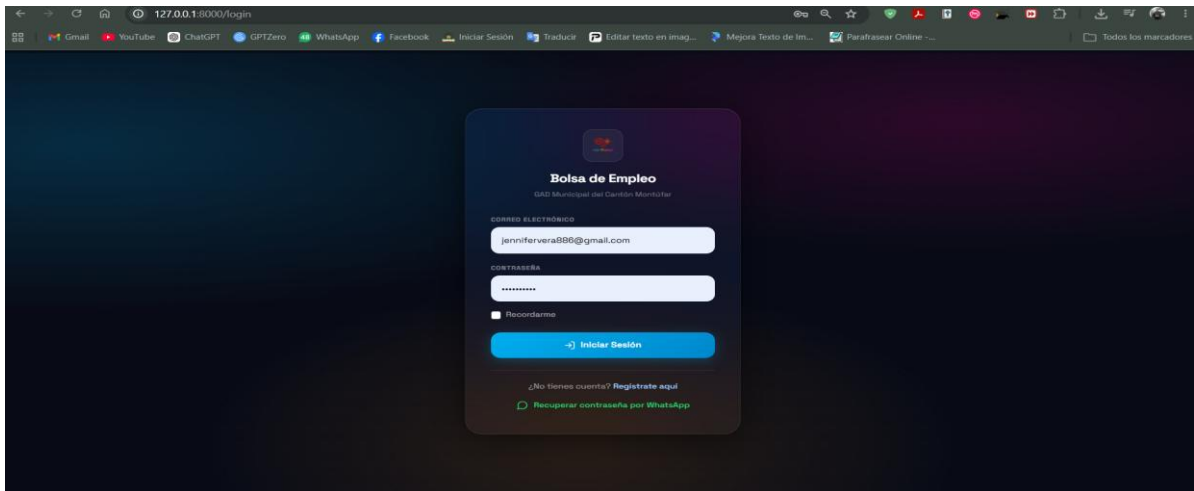 127.0.0.1:8000/login
Gmail YouTube ChatGPT GPTZero WhatsApp Facebook Iniciar Sesión Traducir Editar texto en imag... Mejora Texto de Im... Parafrasear Online -... Todos los marcadores
Bolsa de Empleo
GAD Municipal del Cantón Montúfar
CORREO ELECTRÓNICO
jennifervera886@gmail.com
CONTRASEÑA
••••••••••
Recordarme
Iniciar Sesión
¿No tienes cuenta? Regístrate aquí
Recuperar contraseña por WhatsApp